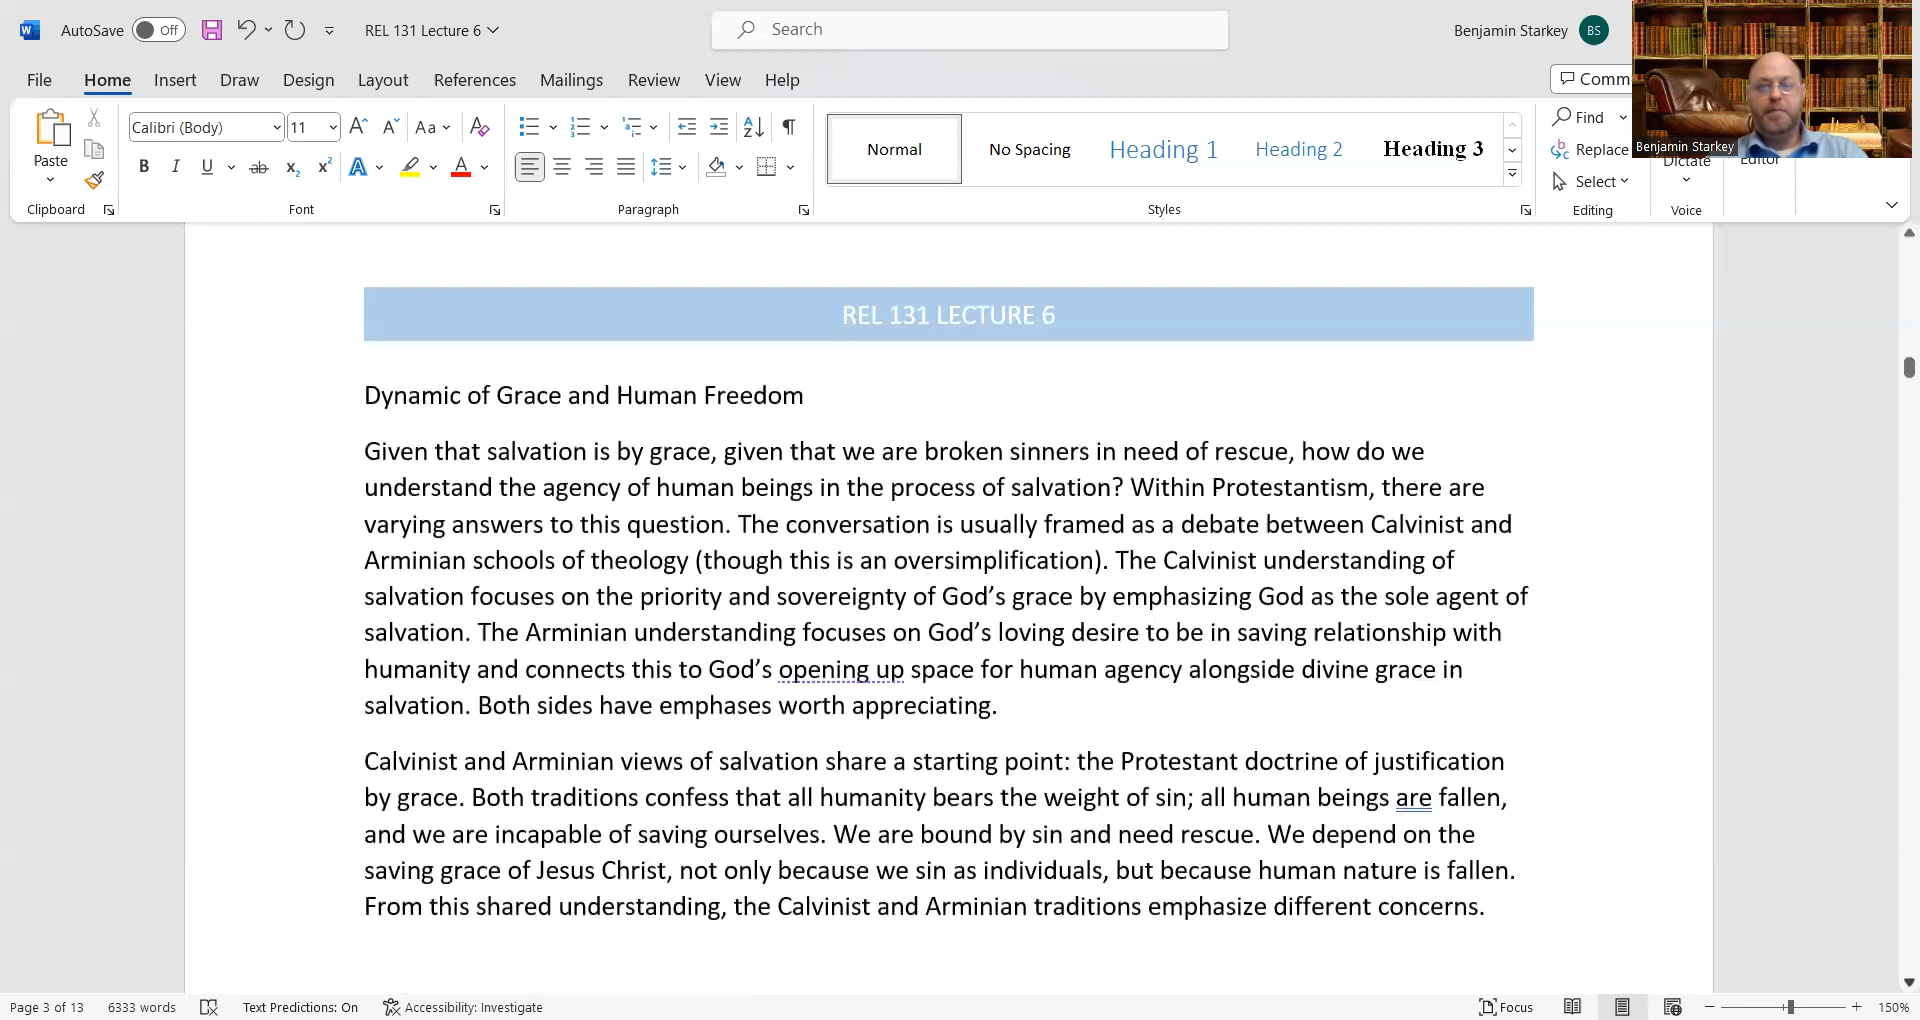 AutoSave Off REL 131 Lecture 6 Search Benjamin Starkey BS
File Home Insert Draw Design Layout References Mailings Review View Help Comm
Calibri (Body) 11 Aa
Paste
B I U ab x₂ x² A A
Normal No Spacing Heading 1 Heading 2 Heading 3
Find
Replace
Select
Dictate Editor
Benjamin Starkey
Clipboard Font Paragraph Styles Editing Voice
REL 131 LECTURE 6
Dynamic of Grace and Human Freedom
Given that salvation is by grace, given that we are broken sinners in need of rescue, how do we
understand the agency of human beings in the process of salvation? Within Protestantism, there are
varying answers to this question. The conversation is usually framed as a debate between Calvinist and
Arminian schools of theology (though this is an oversimplification). The Calvinist understanding of
salvation focuses on the priority and sovereignty of God’s grace by emphasizing God as the sole agent of
salvation. The Arminian understanding focuses on God’s loving desire to be in saving relationship with
humanity and connects this to God’s opening up space for human agency alongside divine grace in
salvation. Both sides have emphases worth appreciating.
Calvinist and Arminian views of salvation share a starting point: the Protestant doctrine of justification
by grace. Both traditions confess that all humanity bears the weight of sin; all human beings are fallen,
and we are incapable of saving ourselves. We are bound by sin and need rescue. We depend on the
saving grace of Jesus Christ, not only because we sin as individuals, but because human nature is fallen.
From this shared understanding, the Calvinist and Arminian traditions emphasize different concerns.
Page 3 of 13 6333 words Text Predictions: On Accessibility: Investigate Focus 150%